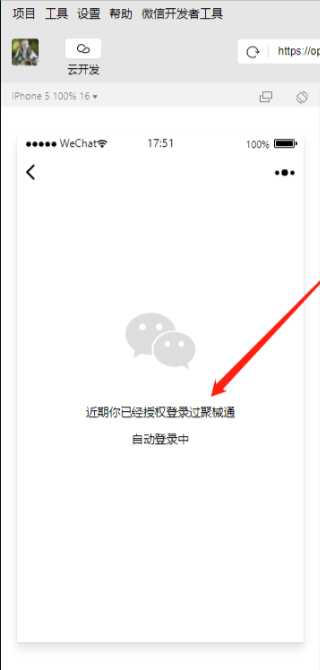 项目 工具 设置 帮助 微信开发者工具
云开发
https://op
iPhone 5 100% 16
WeChat 17:51 100%
近期你已经授权登录过聚械通
自动登录中